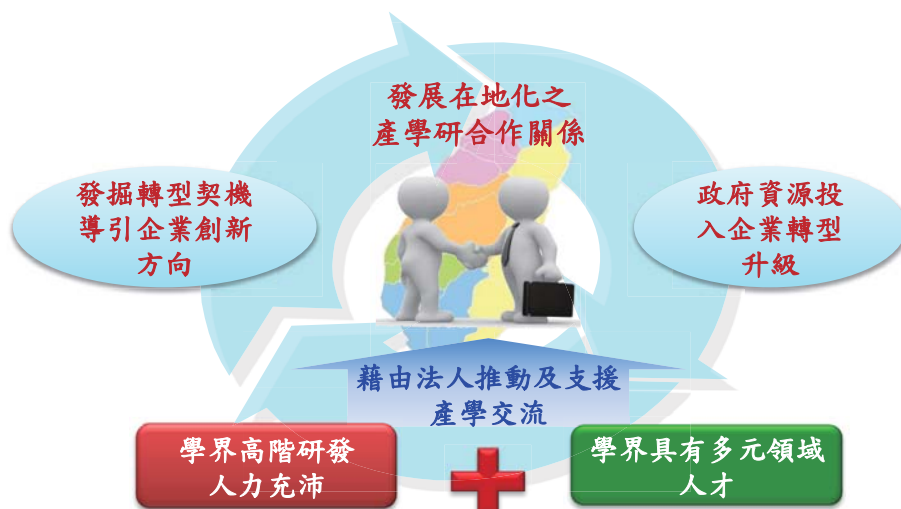 發展在地化之
產學研合作關係
發掘轉型契機
導引企業創新
方向
政府資源投
入企業轉型
升級
藉由法人推動及支援
產學交流
學界高階研發
人力充沛
學界具有多元領域
人才